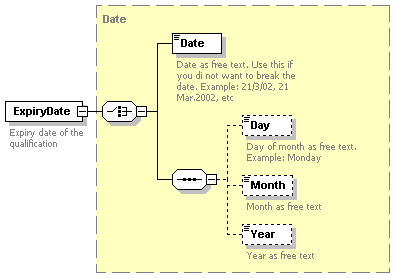 Date
Date
Date as free text. Use this if
you di not want to break the
date. Example: 21/3/02, 21
Mar.2002, etc
ExpiryDate
Expiry date of the
qualification
Day
Day of month as free text.
Example: Monday
Month
Month as free text
Year
Year as free text